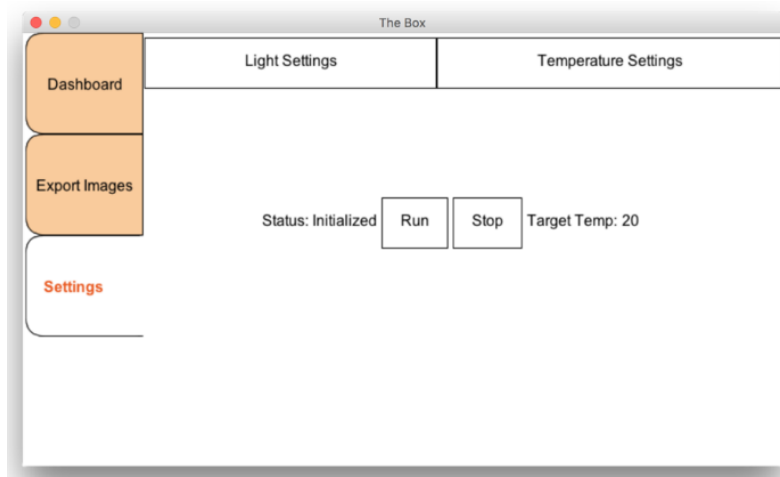 The Box
Dashboard
Export Images
Settings
Light Settings
Temperature Settings
Status: Initialized
Run
Stop
Target Temp: 20